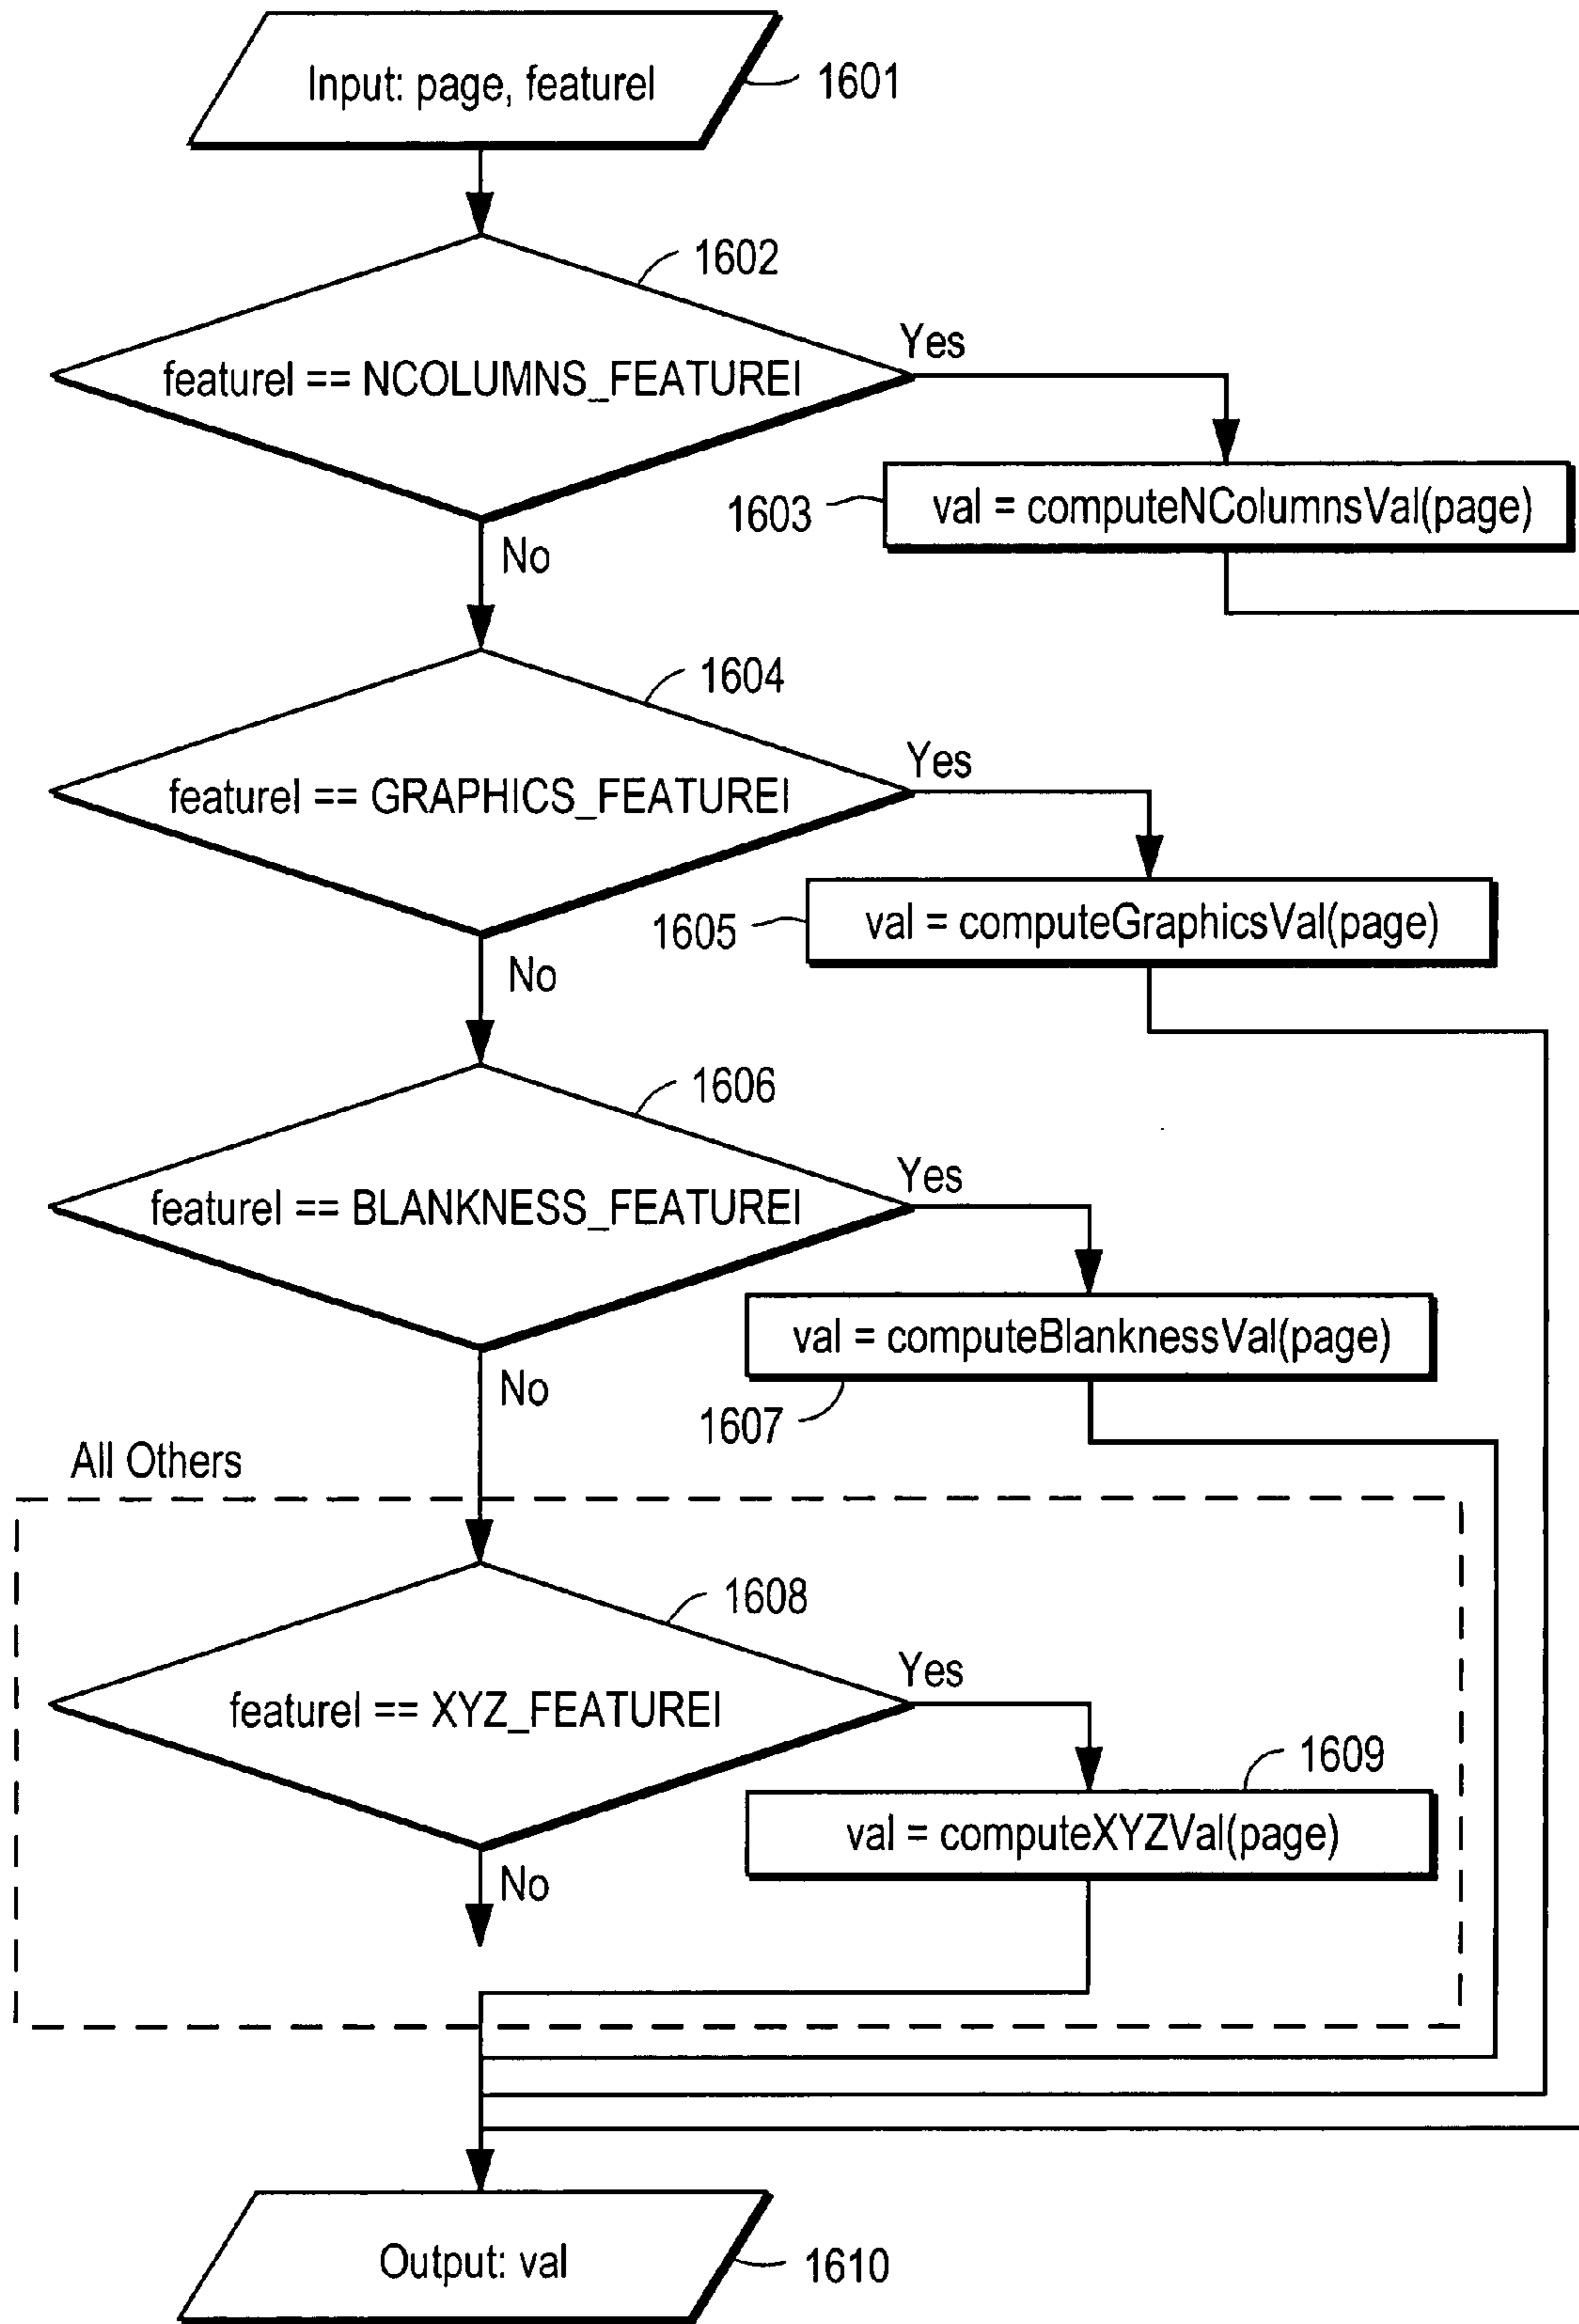 Input: page, featureI
1601
1602
featureI == NCOLUMNS_FEATUREI
Yes
1603
val = computeNColumnsVal(page)
No
1604
featureI == GRAPHICS_FEATUREI
Yes
1605
val = computeGraphicsVal(page)
No
1606
featureI == BLANKNESS_FEATUREI
Yes
val = computeBlanknessVal(page)
1607
No
All Others
1608
featureI == XYZ_FEATUREI
Yes
1609
val = computeXYZVal(page)
No
Output: val
1610